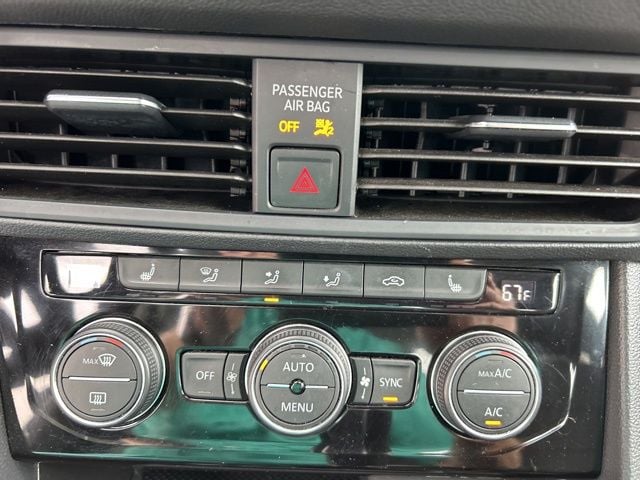 PASSENGER
AIR BAG
OFF
67F
MAX
OFF
AUTO
MENU
SYNC
MAX A/C
A/C